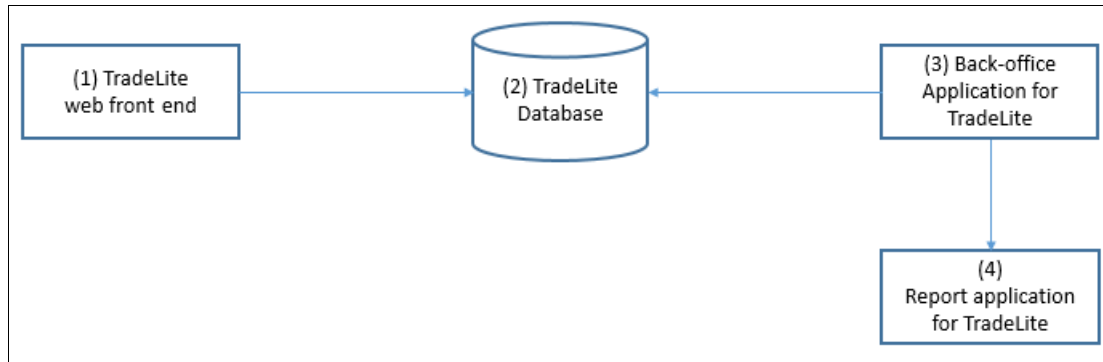 (1) TradeLite
web front end
(2) TradeLite
Database
(3) Back-office
Application for
TradeLite
(4)
Report application
for TradeLite